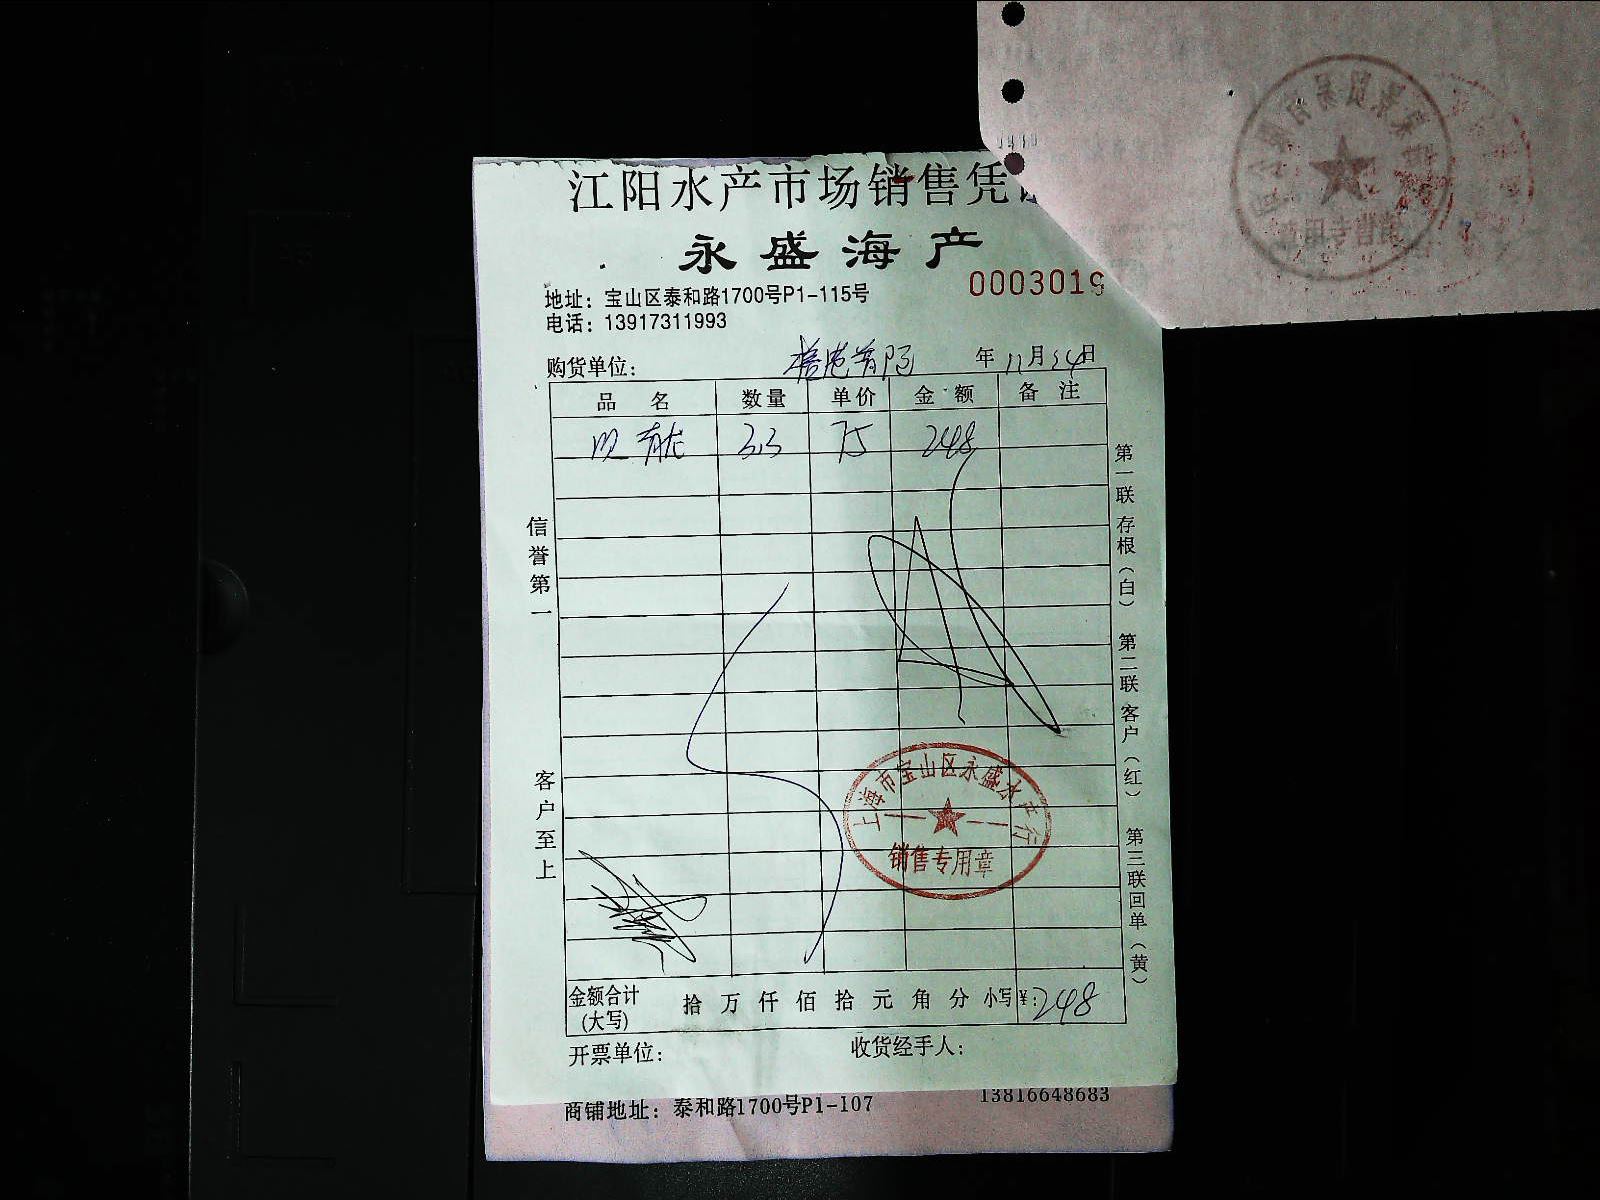 江阳水产市场销售凭
永盛海产
地址：宝山区泰和路1700号P1-115号
0003019
电话：13917311993
购货单位： 年11月24日
品名 数量 单价 金额 备注
3.3 75 248
信誉第一
客户至上
第一联存根（白） 第二联客户（红） 第三联回单（黄）
上海市宝山区永盛水产行
销售专用章
金额合计（大写） 拾万仟佰拾元角分 小写¥：248
开票单位： 收货经手人：
商铺地址：泰和路1700号P1-107 13816648683